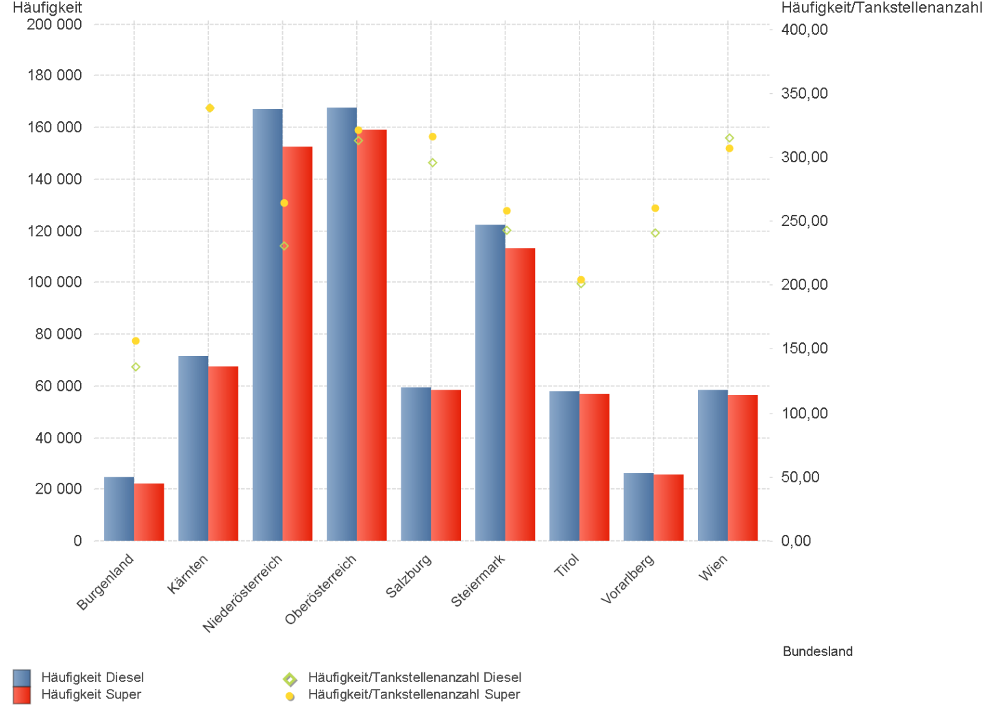 Häufigkeit
Häufigkeit/Tankstellenanzahl
200 000
180 000
160 000
140 000
120 000
100 000
80 000
60 000
40 000
20 000
0
400,00
350,00
300,00
250,00
200,00
150,00
100,00
50,00
0,00
Burgenland
Kärnten
Niederösterreich
Oberösterreich
Salzburg
Steiermark
Tirol
Vorarlberg
Wien
Bundesland
Häufigkeit Diesel
Häufigkeit Super
Häufigkeit/Tankstellenanzahl Diesel
Häufigkeit/Tankstellenanzahl Super